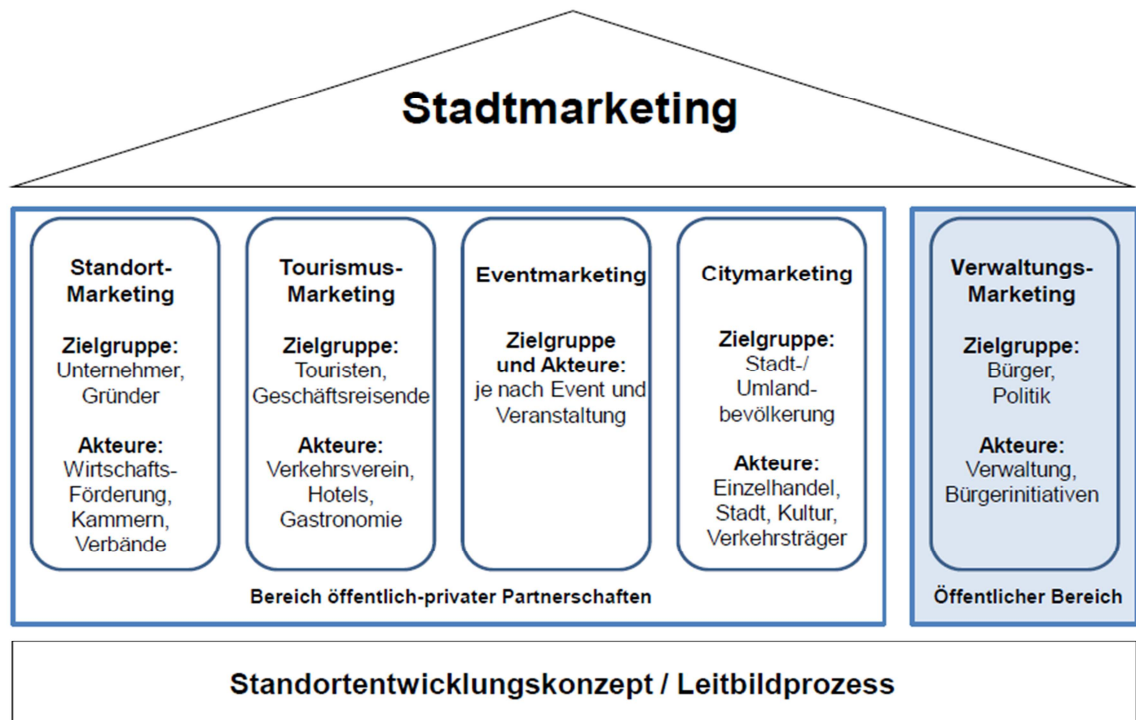 Stadtmarketing
Standort-
Marketing
Zielgruppe:
Unternehmer,
Gründer
Akteure:
Wirtschafts-
Förderung,
Kammern,
Verbände
Tourismus-
Marketing
Zielgruppe:
Touristen,
Geschäftsreisende
Akteure:
Verkehrsverein,
Hotels,
Gastronomie
Eventmarketing
Zielgruppe
und Akteure:
je nach Event und
Veranstaltung
Citymarketing
Zielgruppe:
Stadt-/
Umland-
bevölkerung
Akteure:
Einzelhandel,
Stadt, Kultur,
Verkehrsträger
Bereich öffentlich-privater Partnerschaften
Verwaltungs-
Marketing
Zielgruppe:
Bürger,
Politik
Akteure:
Verwaltung,
Bürgerinitiativen
Öffentlicher Bereich
Standortentwicklungskonzept / Leitbildprozess